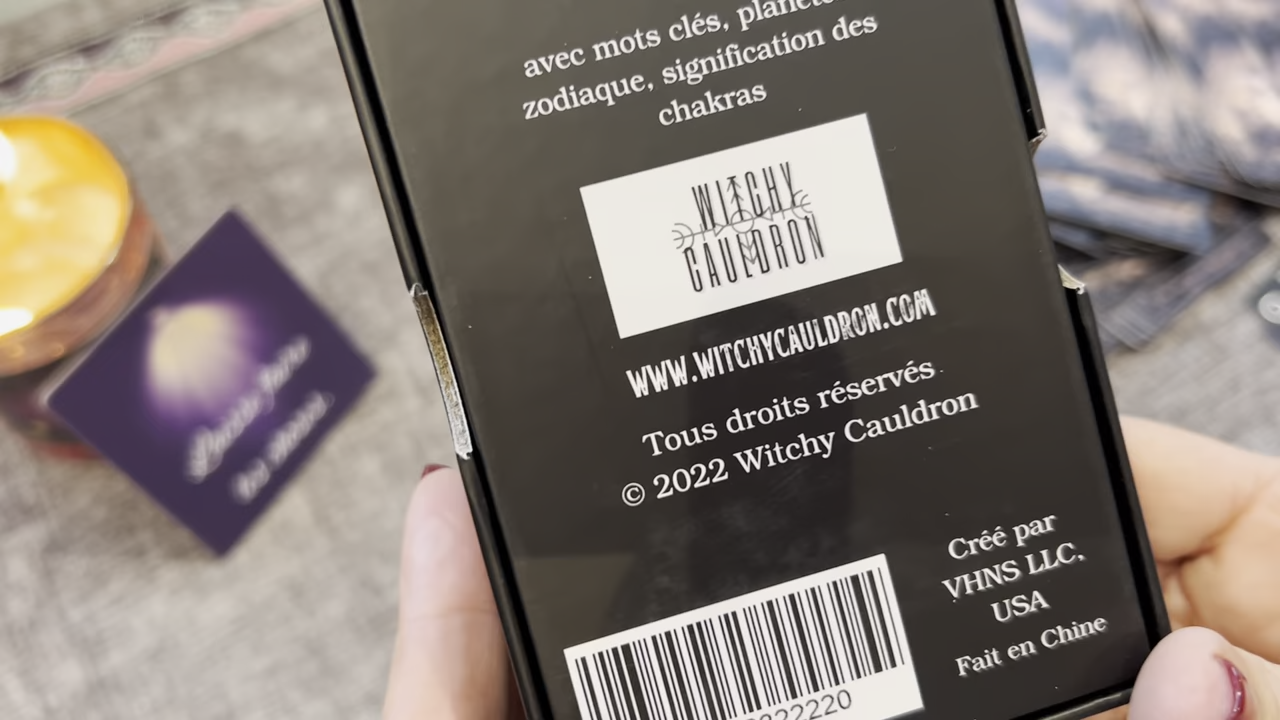 avec mots clés,
zodiaque, signification des
chakras
WITCHY
CAULDRON
WWW.WITCHYCAULDRON.COM
Tous droits réservés
© 2022 Witchy Cauldron
Créé par
VHNS LLC,
USA
Fait en Chine